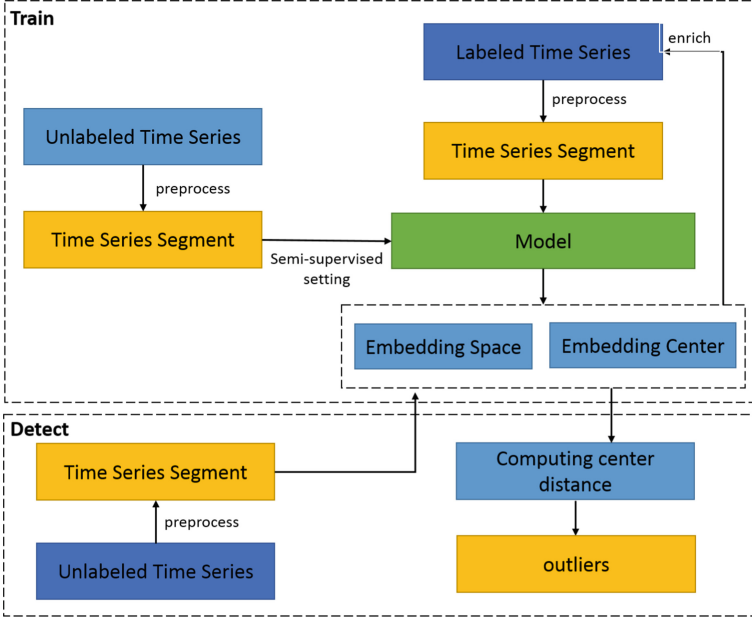 Train
Labeled Time Series
enrich
preprocess
Unlabeled Time Series
Time Series Segment
preprocess
Time Series Segment
Semi-supervised
setting
Model
Embedding Space
Embedding Center
Detect
Time Series Segment
preprocess
Unlabeled Time Series
Computing center
distance
outliers